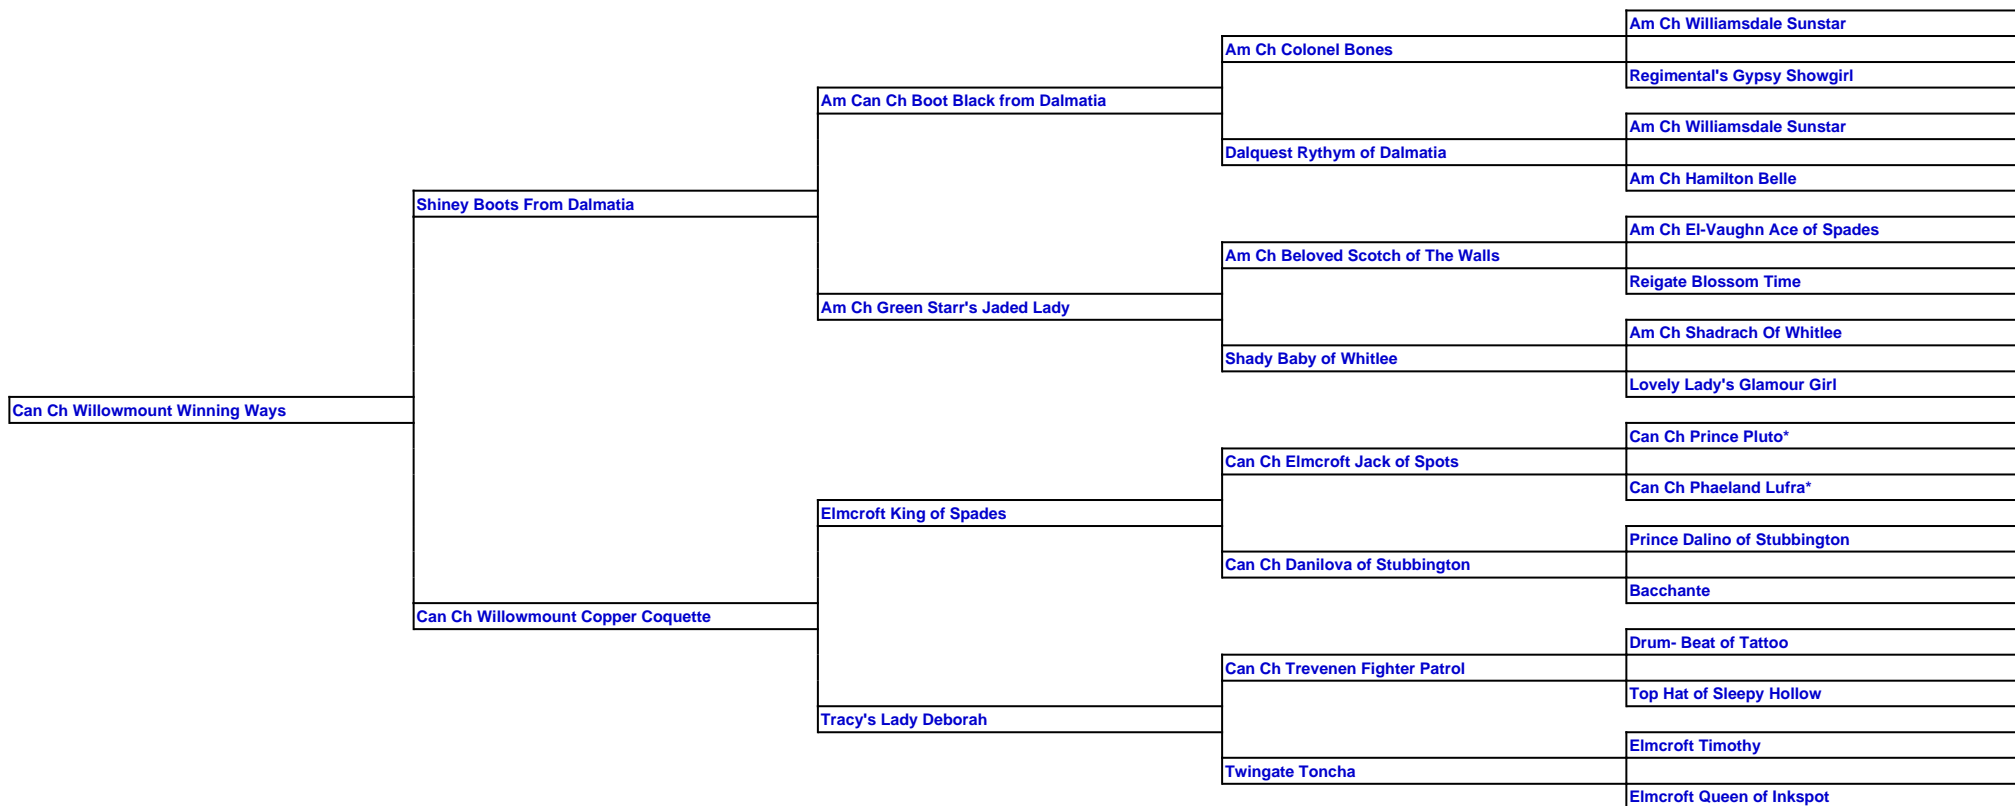 Am Ch Williamsdale Sunstar
Am Ch Colonel Bones
Regimental's Gypsy Showgirl
Am Can Ch Boot Black from Dalmatia
Am Ch Williamsdale Sunstar
Dalquest Rythym of Dalmatia
Am Ch Hamilton Belle
Shiney Boots From Dalmatia
Am Ch El-Vaughn Ace of Spades
Am Ch Beloved Scotch of The Walls
Reigate Blossom Time
Am Ch Green Starr's Jaded Lady
Am Ch Shadrach Of Whitlee
Shady Baby of Whitlee
Lovely Lady's Glamour Girl
Can Ch Willowmount Winning Ways
Can Ch Prince Pluto*
Can Ch Elmcroft Jack of Spots
Can Ch Phaeland Lufra*
Elmcroft King of Spades
Prince Dalino of Stubbington
Can Ch Danilova of Stubbington
Bacchante
Can Ch Willowmount Copper Coquette
Drum- Beat of Tattoo
Can Ch Trevenen Fighter Patrol
Top Hat of Sleepy Hollow
Tracy's Lady Deborah
Elmcroft Timothy
Twingate Toncha
Elmcroft Queen of Inkspot